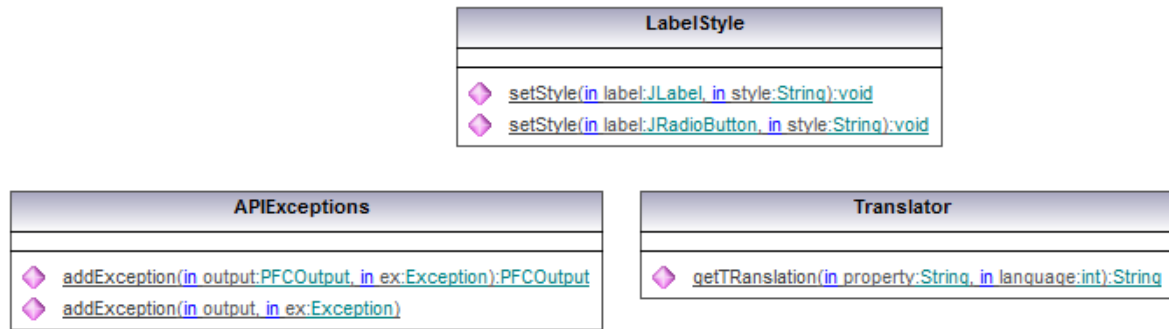 LabelStyle
setStyle(in label:JLabel, in style:String):void
setStyle(in label:JRadioButton, in style:String):void
APIExceptions
addException(in output:PFCOutput, in ex:Exception):PFCOutput
addException(in output, in ex:Exception)
Translator
getTRanslation(in property:String, in language:int):String